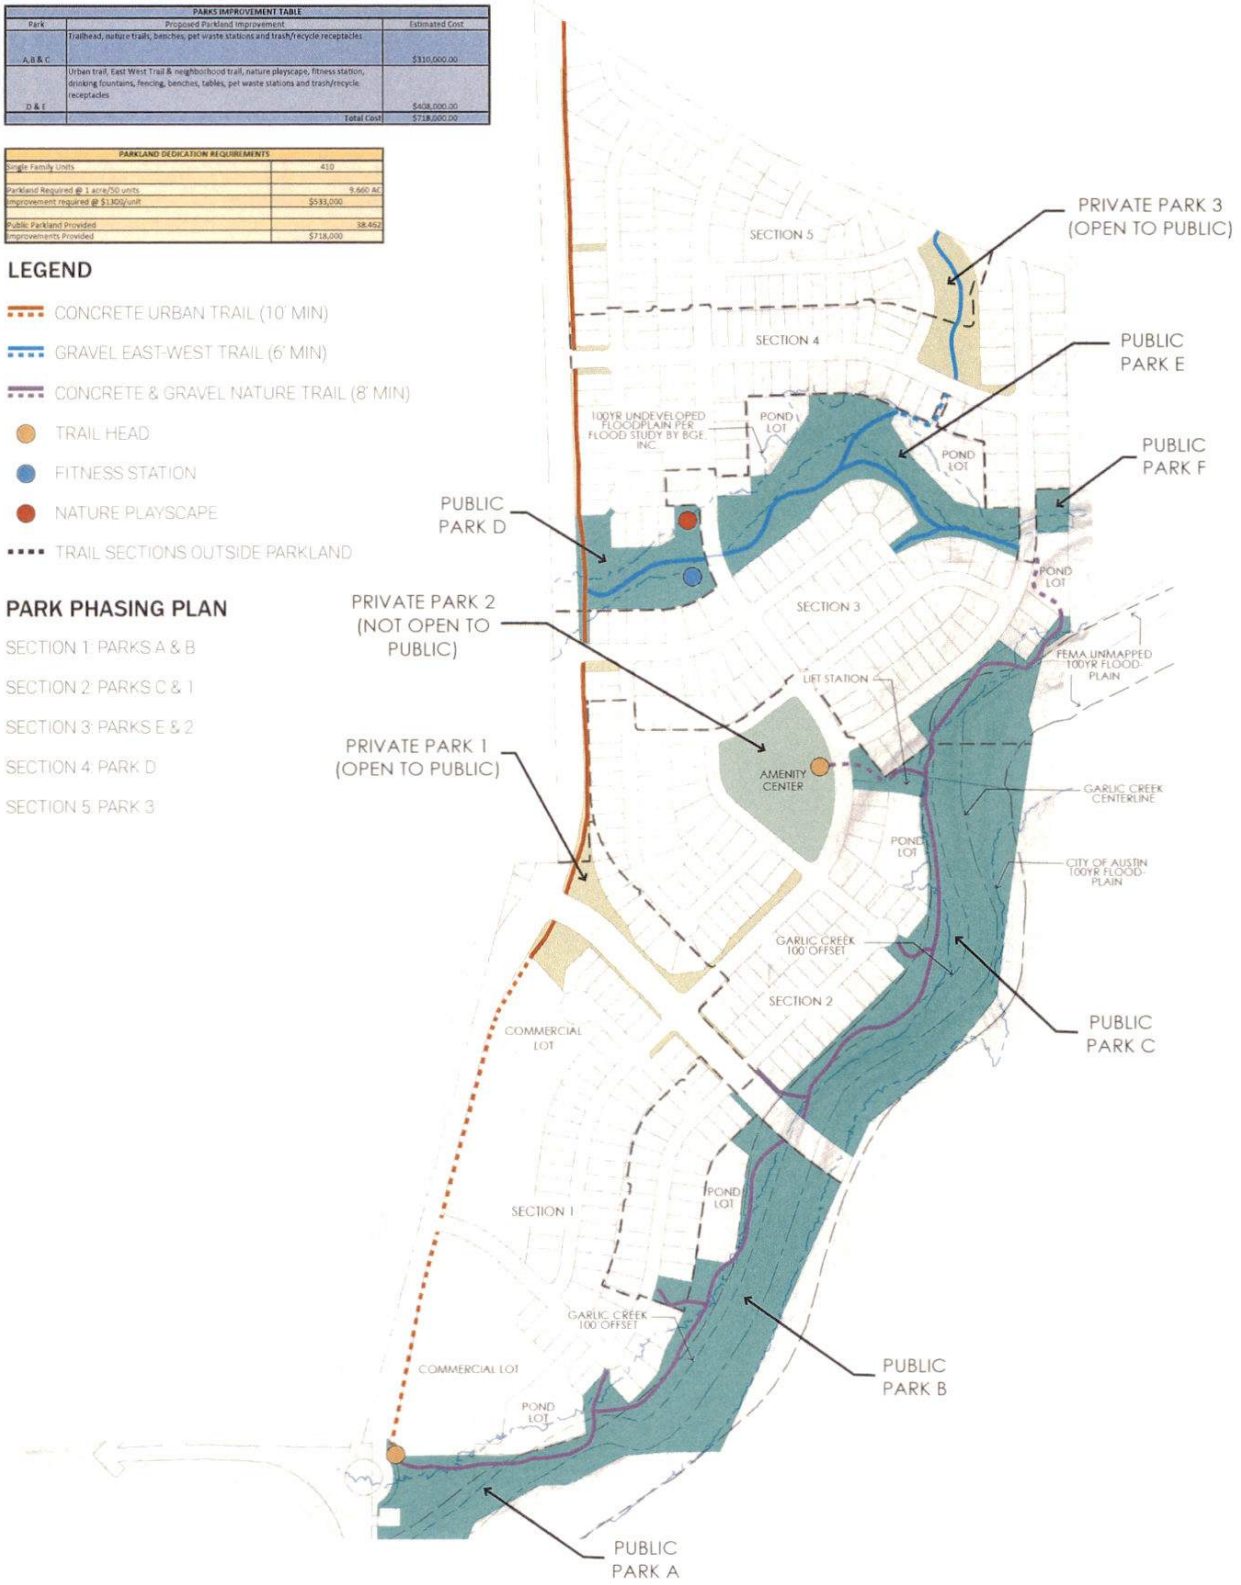 PARKS IMPROVEMENT TABLE
Park Proposed Parkland Improvement Estimated Cost
Trailhead, nature trails, benches, pet waste stations and trash/recycle receptacles
A,B & C $310,000.00
Urban trail, East West Trail & neighborhood trail, nature playscape, fitness station,
drinking fountains, fencing, benches, tables, pet waste stations and trash/recycle
receptacles
D & E $408,000.00
Total Cost $718,000.00
PARKLAND DEDICATION REQUIREMENTS
Single Family Units 410
Parkland Required @ 1 acre/50 units 9.660 AC
Improvement required @ $1300/unit $533,000
Public Parkland Provided 38.462
Improvements Provided $718,000
LEGEND
CONCRETE URBAN TRAIL (10' MIN)
GRAVEL EAST-WEST TRAIL (6' MIN)
CONCRETE & GRAVEL NATURE TRAIL (8' MIN)
TRAIL HEAD
FITNESS STATION
NATURE PLAYSCAPE
TRAIL SECTIONS OUTSIDE PARKLAND
PARK PHASING PLAN
SECTION 1: PARKS A & B
SECTION 2: PARKS C & 1
SECTION 3: PARKS E & 2
SECTION 4: PARK D
SECTION 5: PARK 3
PRIVATE PARK 3
(OPEN TO PUBLIC)
SECTION 5
SECTION 4
PUBLIC
PARK E
100YR UNDEVELOPED
FLOODPLAIN PER
FLOOD STUDY BY BGE,
INC.
POND
LOT
POND
LOT
PUBLIC
PARK F
PUBLIC
PARK D
POND
LOT
PRIVATE PARK 2
(NOT OPEN TO
PUBLIC)
SECTION 3
FEMA UNMAPPED
100YR FLOOD-
PLAIN
LIFT STATION
PRIVATE PARK 1
(OPEN TO PUBLIC)
AMENITY
CENTER
GARLIC CREEK
CENTERLINE
POND
LOT
CITY OF AUSTIN
100YR FLOOD-
PLAIN
GARLIC CREEK
100' OFFSET
SECTION 2
COMMERCIAL
LOT
PUBLIC
PARK C
POND
LOT
SECTION 1
GARLIC CREEK
100' OFFSET
COMMERCIAL LOT
PUBLIC
PARK B
POND
LOT
PUBLIC
PARK A